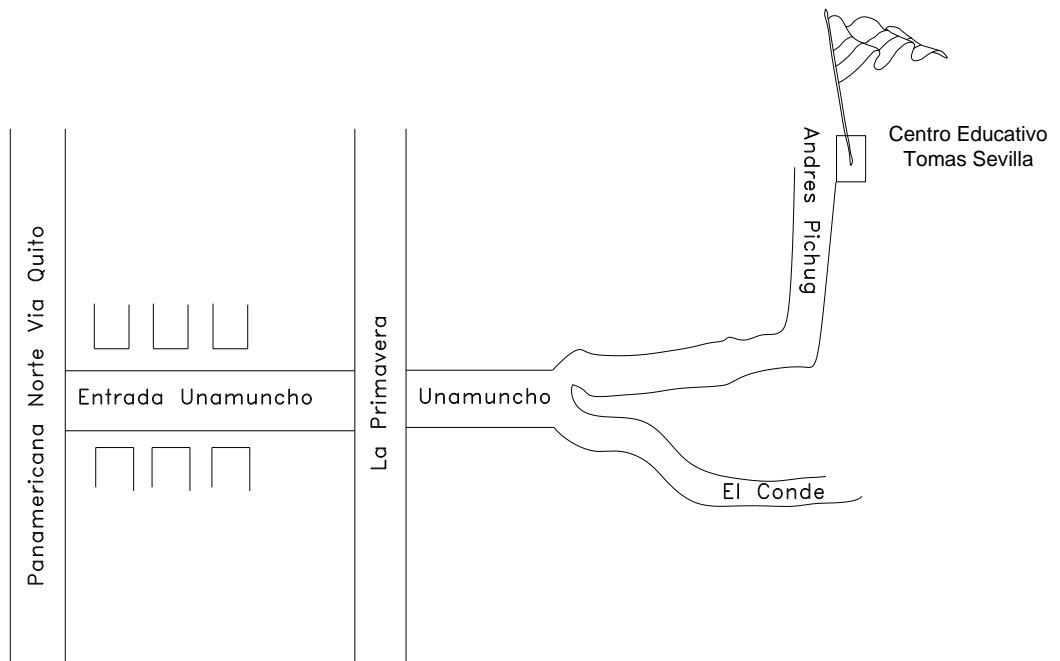 Centro Educativo
Tomas Sevilla
Andres Pichug
Panamericana Norte Via Quito
La Primavera
Entrada Unamuncho
Unamuncho
El Conde